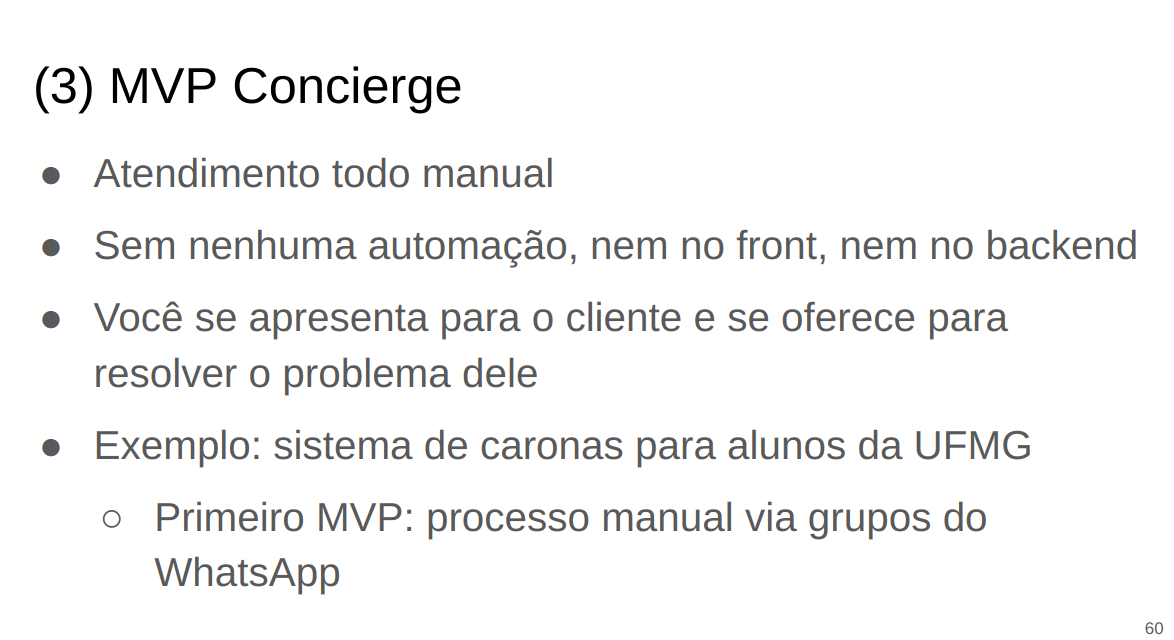 (3) MVP Concierge
● Atendimento todo manual
● Sem nenhuma automação, nem no front, nem no backend
● Você se apresenta para o cliente e se oferece para
resolver o problema dele
● Exemplo: sistema de caronas para alunos da UFMG
○ Primeiro MVP: processo manual via grupos do
WhatsApp
60